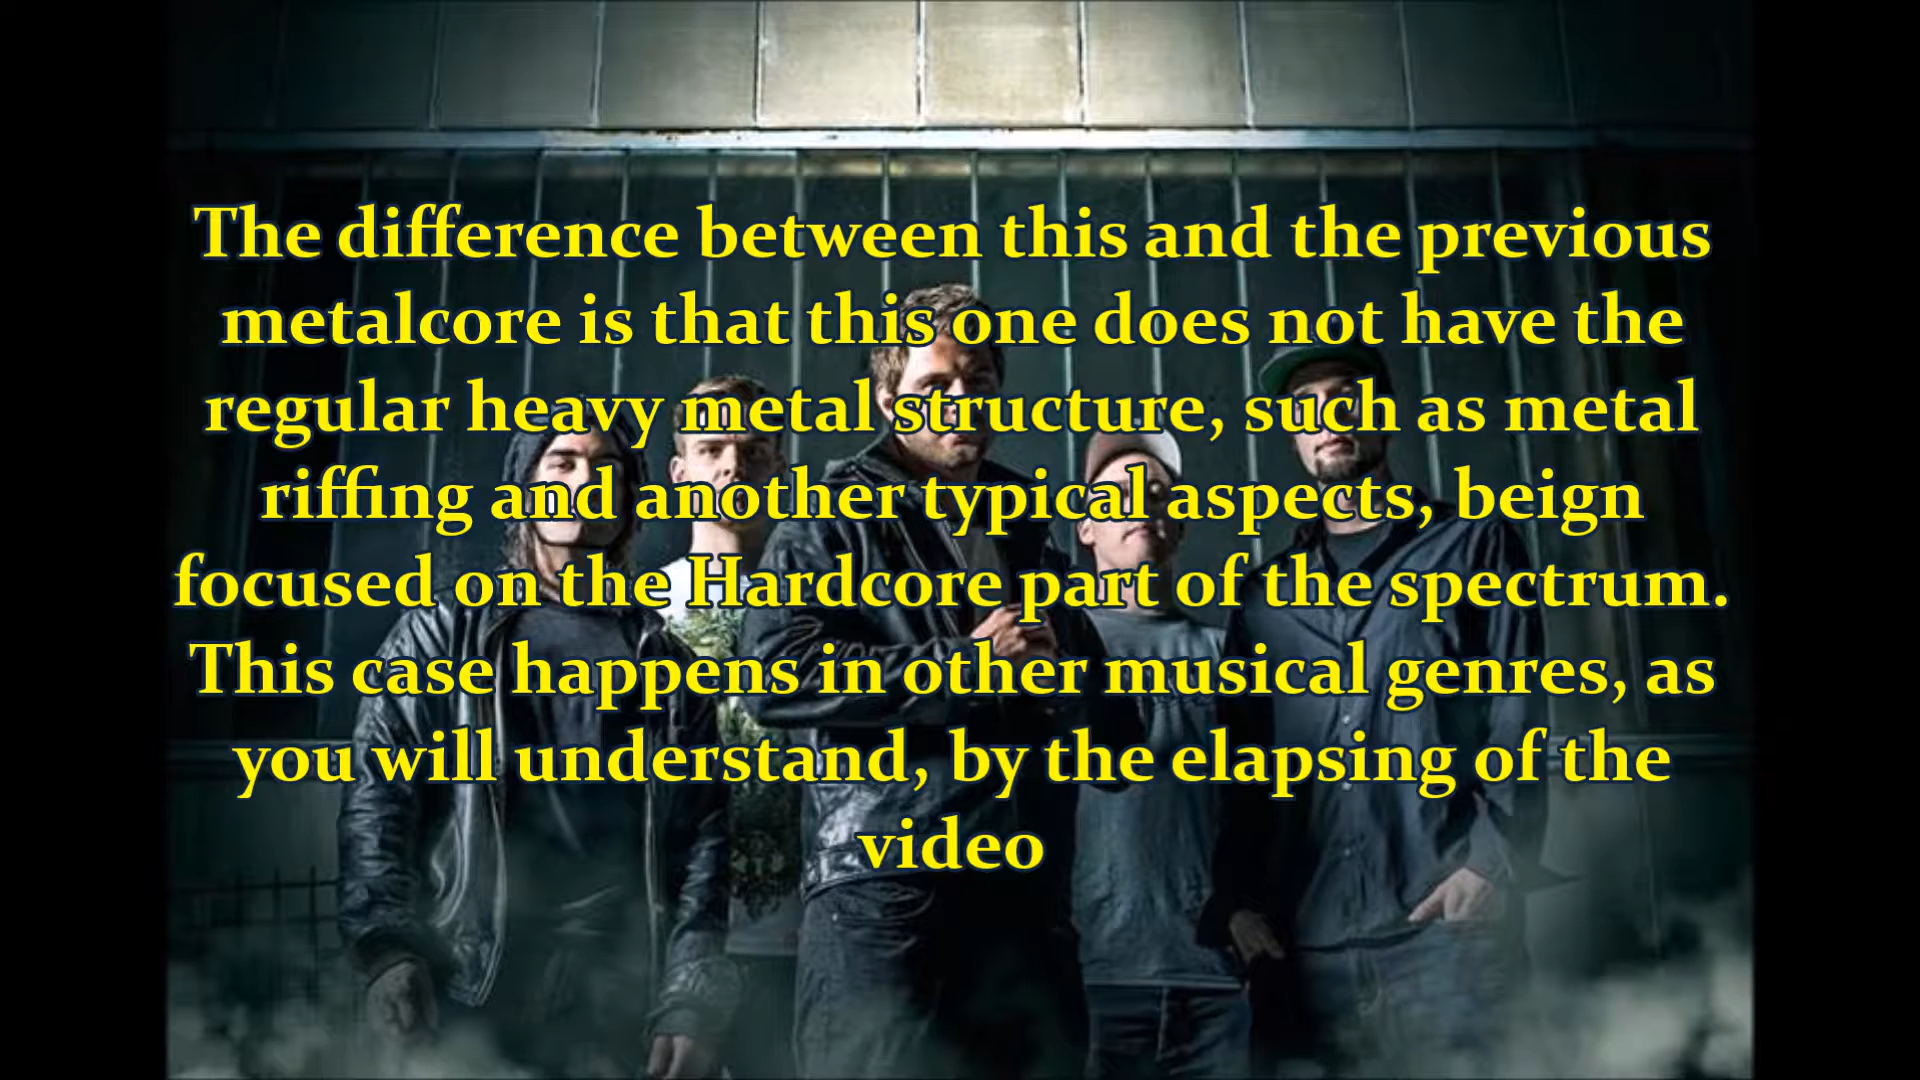 The difference between this and the previous
metalcore is that this one does not have the
regular heavy metal structure, such as metal
riffing and another typical aspects, beign
focused on the Hardcore part of the spectrum.
This case happens in other musical genres, as
you will understand, by the elapsing of the
video